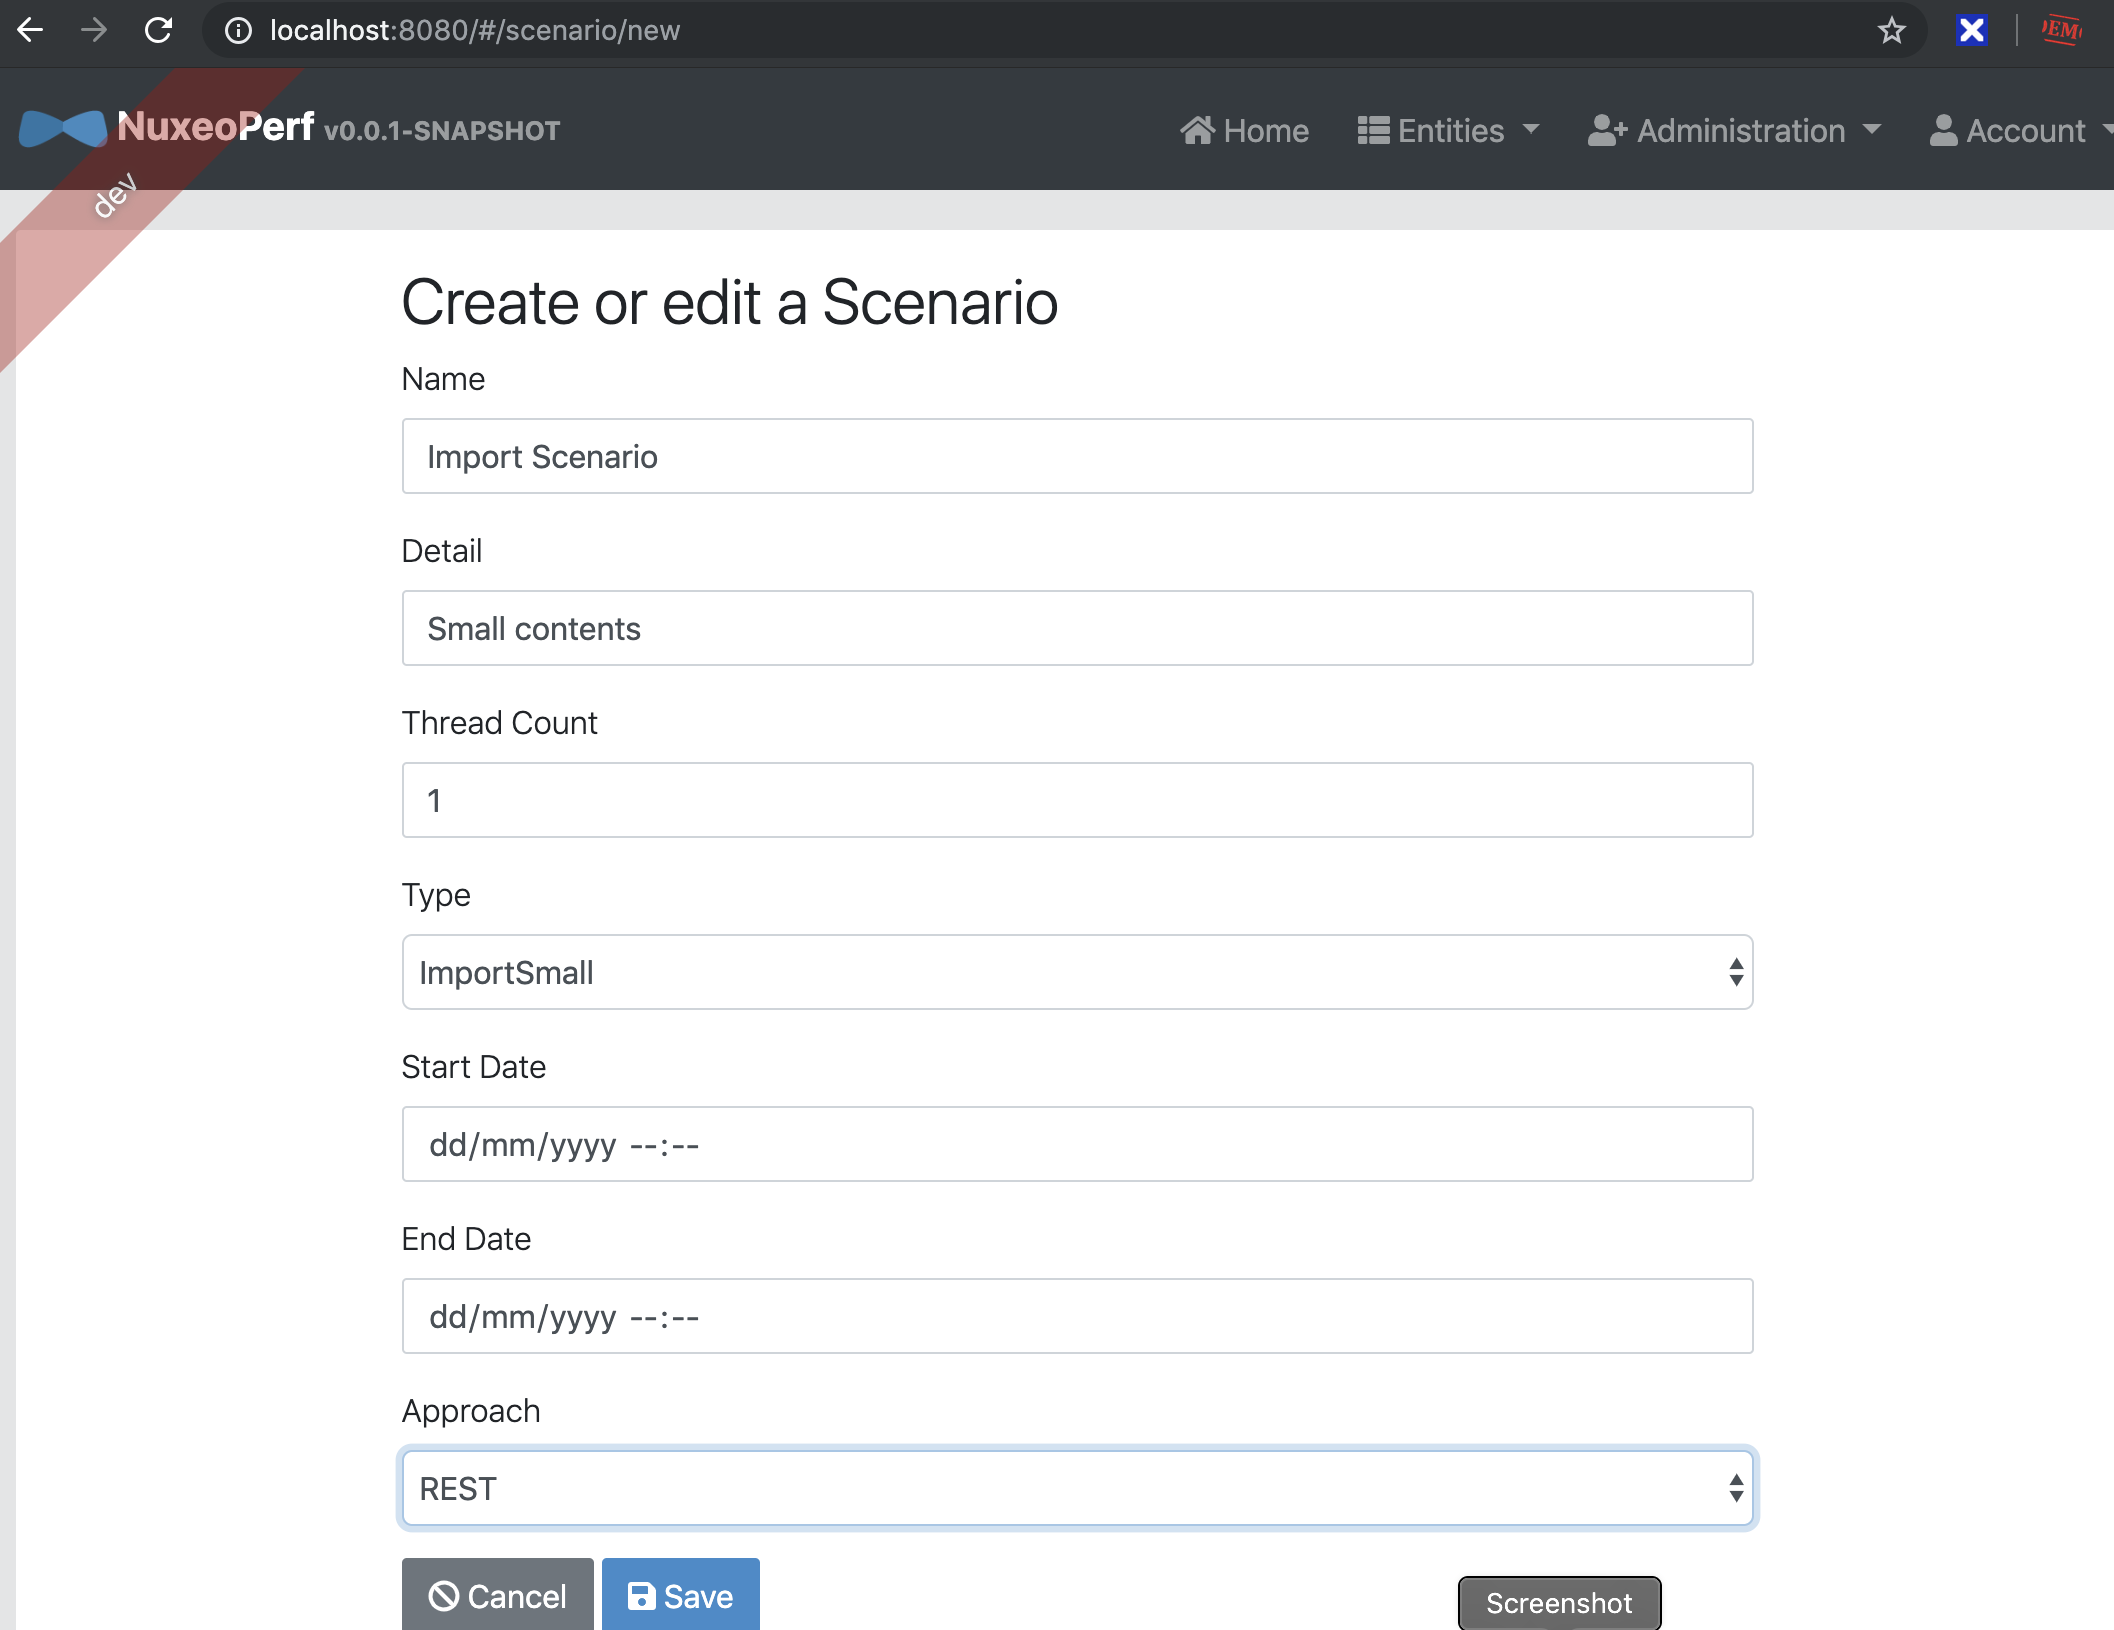 localhost:8080/#/scenario/new
NuxeoPerf v0.0.1-SNAPSHOT
Home Entities Administration Account
dev
Create or edit a Scenario
Name
Import Scenario
Detail
Small contents
Thread Count
1
Type
ImportSmall
Start Date
dd/mm/yyyy --:--
End Date
dd/mm/yyyy --:--
Approach
REST
Cancel Save
Screenshot